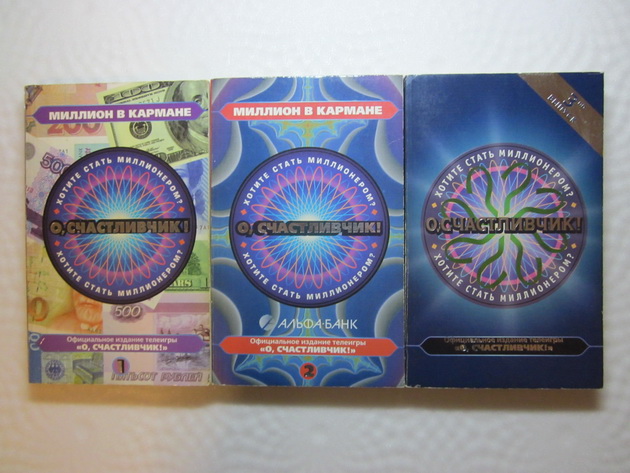 МИЛЛИОН В КАРМАНЕ
ХОТИТЕ СТАТЬ МИЛЛИОНЕРОМ?
О, СЧАСТЛИВЧИК!
ХОТИТЕ СТАТЬ МИЛЛИОНЕРОМ?
Официальное издание телеигры
«О, СЧАСТЛИВЧИК!»
1
500
МИЛЛИОН В КАРМАНЕ
ХОТИТЕ СТАТЬ МИЛЛИОНЕРОМ?
О, СЧАСТЛИВЧИК!
ХОТИТЕ СТАТЬ МИЛЛИОНЕРОМ?
АЛЬФА-БАНК
Официальное издание телеигры
«О, СЧАСТЛИВЧИК!»
2
ВЫПУСК
ХОТИТЕ СТАТЬ МИЛЛИОНЕРОМ?
О, СЧАСТЛИВЧИК!
ХОТИТЕ СТАТЬ МИЛЛИОНЕРОМ?
Официальное издание телеигры
«О, СЧАСТЛИВЧИК!»